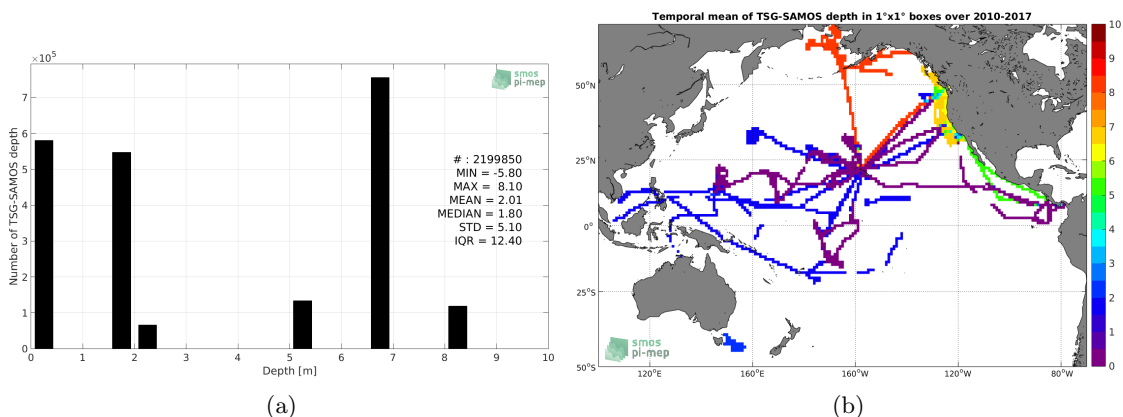 ×10⁵
7
6
5
4
3
2
1
0
Number of TSG-SAMOS depth
0 1 2 3 4 5 6 7 8 9 10
Depth [m]
smos
pi-mep
# : 2199850
MIN = -5.80
MAX = 8.10
MEAN = 2.01
MEDIAN = 1.80
STD = 5.10
IQR = 12.40
(a)
Temporal mean of TSG-SAMOS depth in 1°x1° boxes over 2010-2017
50°N
25°N
0°
25°S
50°S
120°E 160°E 160°W 120°W 80°W
smos
pi-mep
10
9
8
7
6
5
4
3
2
1
0
(b)